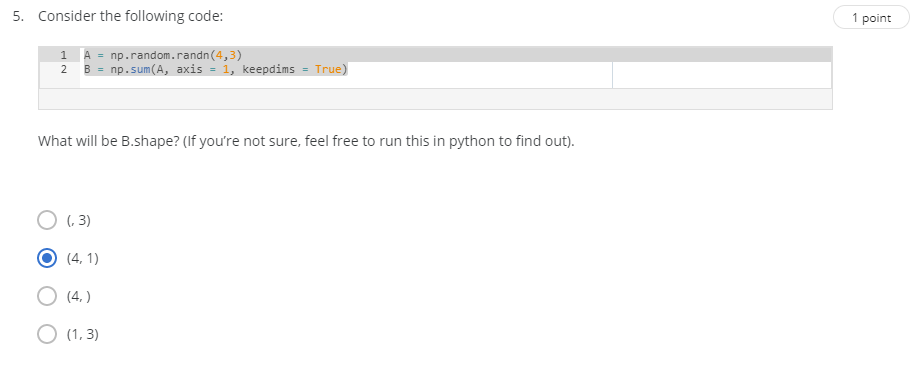 5. Consider the following code:
1 point
1 A = np.random.randn(4,3)
2 B = np.sum(A, axis = 1, keepdims = True)
What will be B.shape? (If you're not sure, feel free to run this in python to find out).
(, 3)
(4, 1)
(4, )
(1, 3)